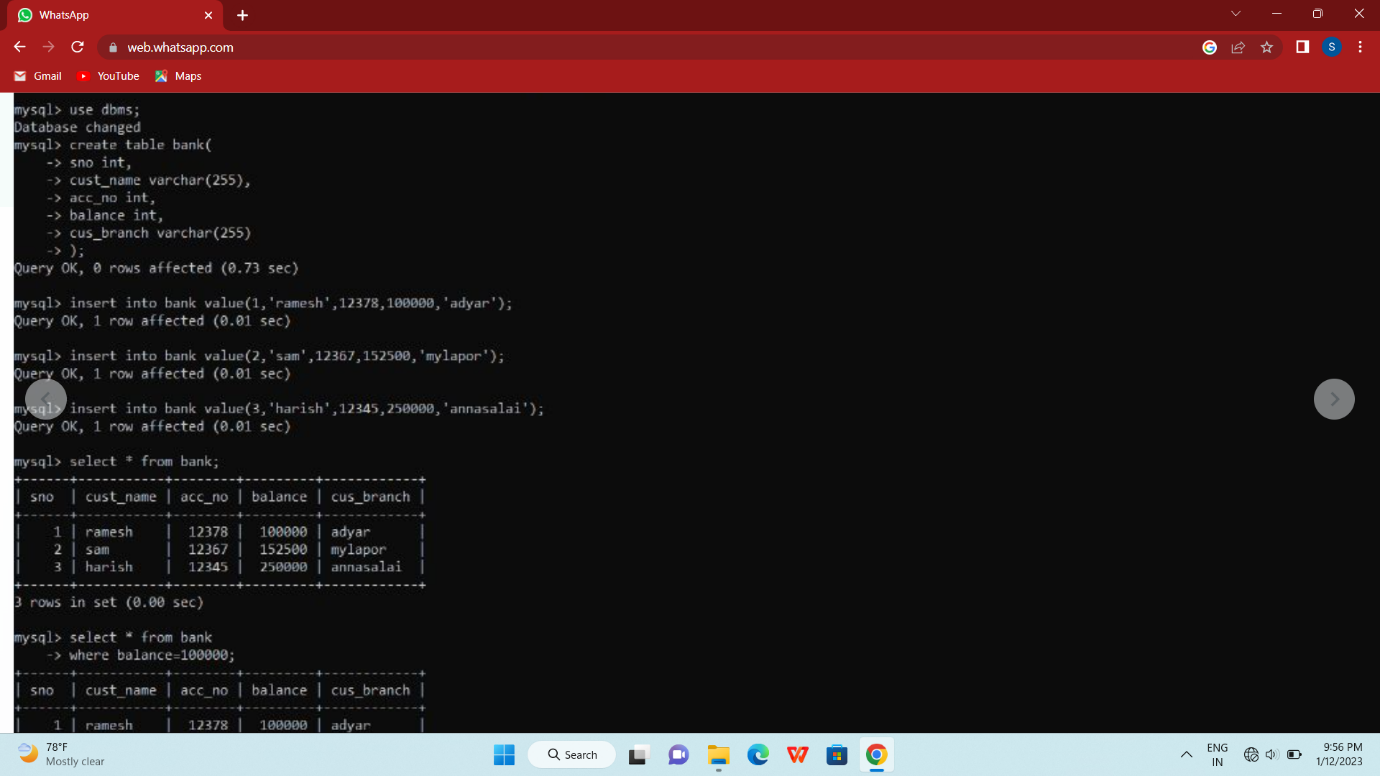 WhatsApp
web.whatsapp.com
S
Gmail YouTube Maps
mysql> use dbms;
Database changed
mysql> create table bank(
-> sno int,
-> cust_name varchar(255),
-> acc_no int,
-> balance int,
-> cus_branch varchar(255)
-> );
Query OK, 0 rows affected (0.73 sec)
mysql> insert into bank value(1,'ramesh',12378,100000,'adyar');
Query OK, 1 row affected (0.01 sec)
mysql> insert into bank value(2,'sam',12367,152500,'mylapor');
Query OK, 1 row affected (0.01 sec)
mysql> insert into bank value(3,'harish',12345,250000,'annasalai');
Query OK, 1 row affected (0.01 sec)
mysql> select * from bank;
+------+-----------+--------+---------+------------+
| sno | cust_name | acc_no | balance | cus_branch |
+------+-----------+--------+---------+------------+
| 1 | ramesh | 12378 | 100000 | adyar |
| 2 | sam | 12367 | 152500 | mylapor |
| 3 | harish | 12345 | 250000 | annasalai |
+------+-----------+--------+---------+------------+
3 rows in set (0.00 sec)
mysql> select * from bank
-> where balance=100000;
+------+-----------+--------+---------+------------+
| sno | cust_name | acc_no | balance | cus_branch |
+------+-----------+--------+---------+------------+
| 1 | ramesh | 12378 | 100000 | adyar |
78°F
Mostly clear
Search
ENG
IN
9:56 PM
1/12/2023